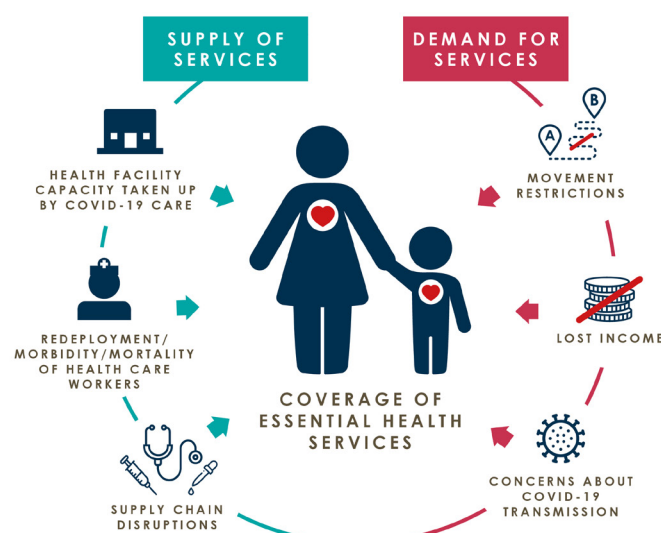 SUPPLY OF
SERVICES
DEMAND FOR
SERVICES
HEALTH FACILITY
CAPACITY TAKEN UP
BY COVID-19 CARE
B
A
MOVEMENT
RESTRICTIONS
REDEPLOYMENT/
MORBIDITY/MORTALITY
OF HEALTH CARE
WORKERS
LOST INCOME
COVERAGE OF
ESSENTIAL HEALTH
SERVICES
SUPPLY CHAIN
DISRUPTIONS
CONCERNS ABOUT
COVID-19
TRANSMISSION